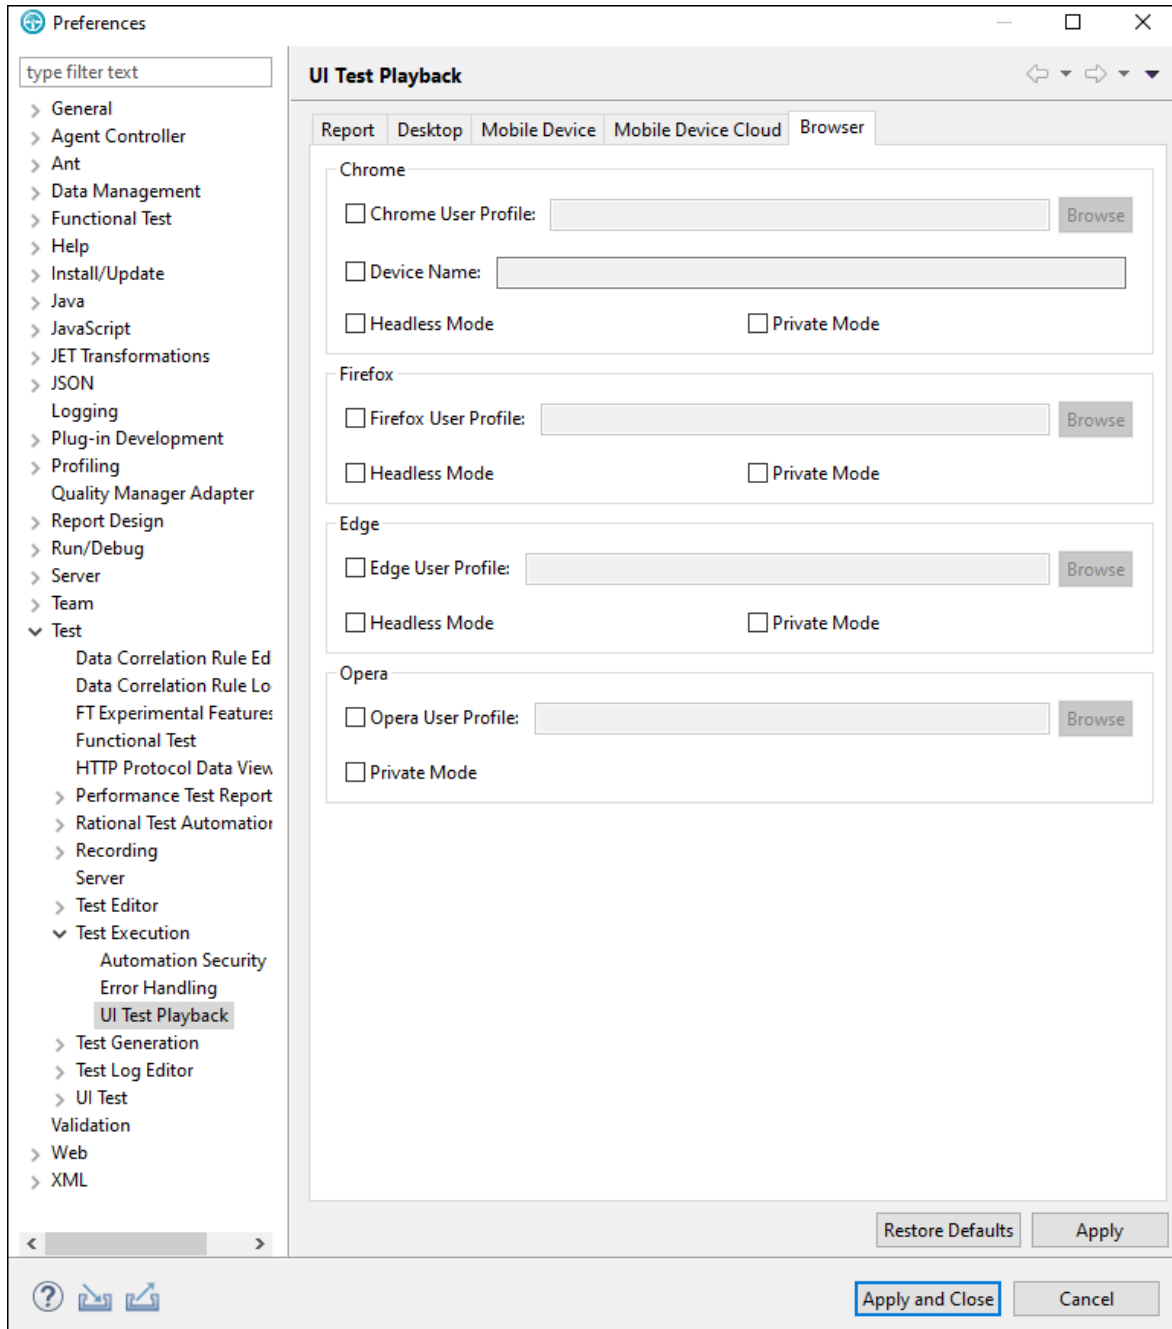 Preferences
type filter text
General
Agent Controller
Ant
Data Management
Functional Test
Help
Install/Update
Java
JavaScript
JET Transformations
JSON
Logging
Plug-in Development
Profiling
Quality Manager Adapter
Report Design
Run/Debug
Server
Team
Test
Data Correlation Rule Ed
Data Correlation Rule Lo
FT Experimental Features
Functional Test
HTTP Protocol Data View
Performance Test Report
Rational Test Automation
Recording
Server
Test Editor
Test Execution
Automation Security
Error Handling
UI Test Playback
Test Generation
Test Log Editor
UI Test
Validation
Web
XML
UI Test Playback
Report Desktop Mobile Device Mobile Device Cloud Browser
Chrome
Chrome User Profile: Browse
Device Name:
Headless Mode Private Mode
Firefox
Firefox User Profile: Browse
Headless Mode Private Mode
Edge
Edge User Profile: Browse
Headless Mode Private Mode
Opera
Opera User Profile: Browse
Private Mode
Restore Defaults Apply
Apply and Close Cancel